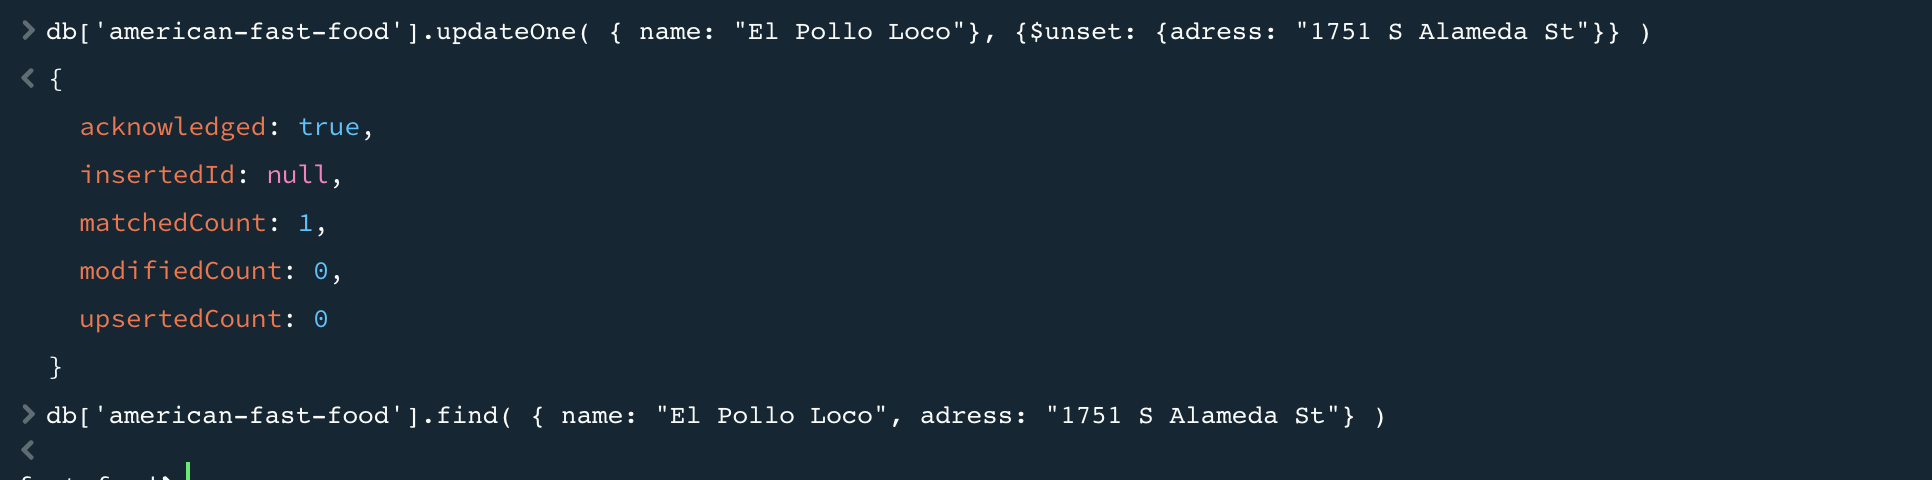 > db['american-fast-food'].updateOne( { name: "El Pollo Loco"}, {$unset: {adress: "1751 S Alameda St"}} )
< {
acknowledged: true,
insertedId: null,
matchedCount: 1,
modifiedCount: 0,
upsertedCount: 0
}
> db['american-fast-food'].find( { name: "El Pollo Loco", adress: "1751 S Alameda St"} )
<